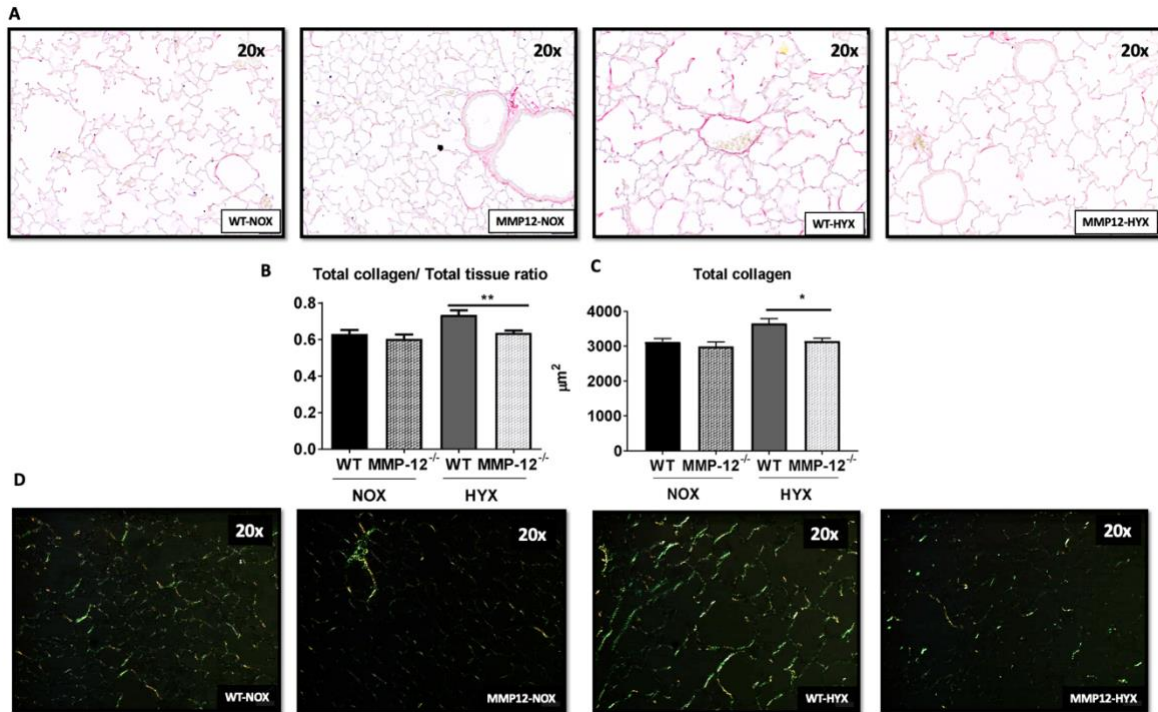 A
20x
WT-NOX
20x
MMP12-NOX
20x
WT-HYX
20x
MMP12-HYX
B
Total collagen/ Total tissue ratio
**
0.8
0.6
0.4
0.2
0.0
WT MMP-12-/- WT MMP-12-/-
NOX HYX
C
Total collagen
*
µm2
4000
3000
2000
1000
0
WT MMP-12-/- WT MMP-12-/-
NOX HYX
D
20x
WT-NOX
20x
MMP12-NOX
20x
WT-HYX
20x
MMP12-HYX